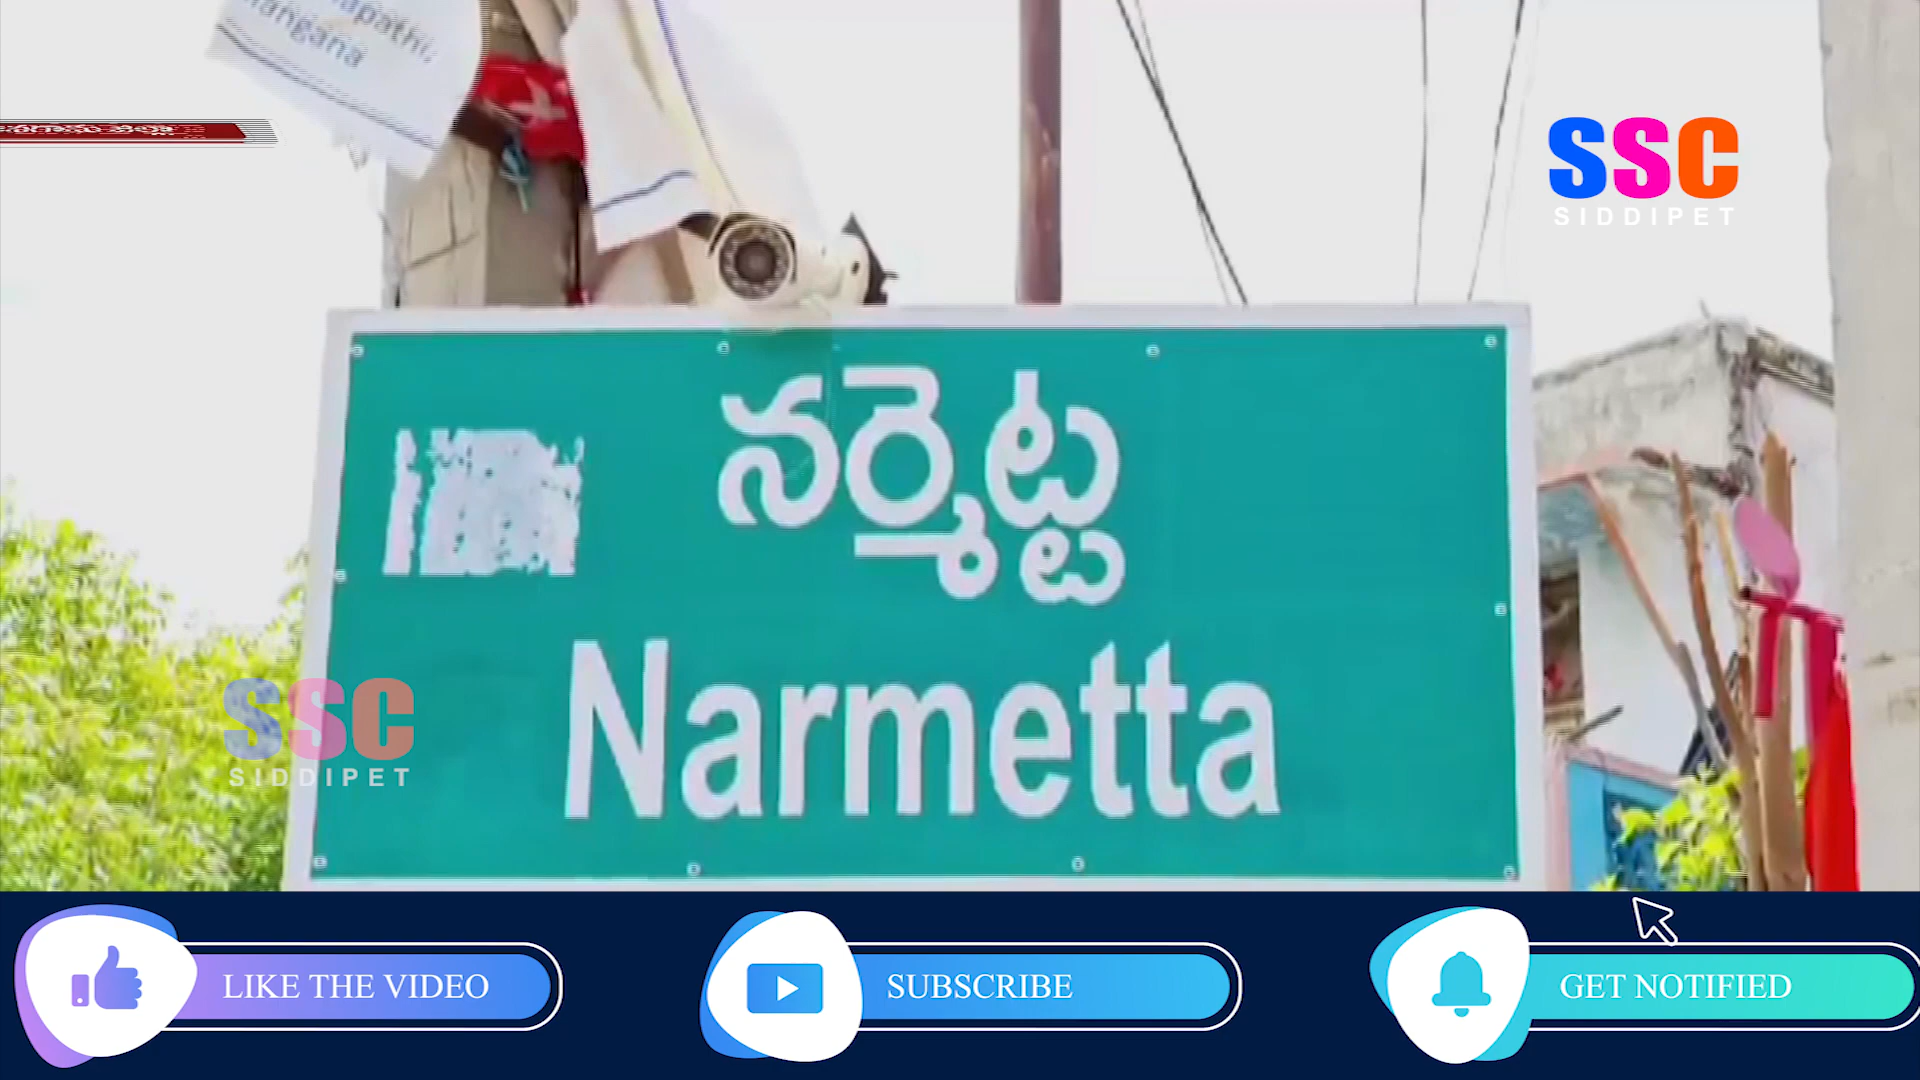 SSC
SIDDIPET
నర్మెట్ట
Narmetta
SSC
SIDDIPET
LIKE THE VIDEO
SUBSCRIBE
GET NOTIFIED